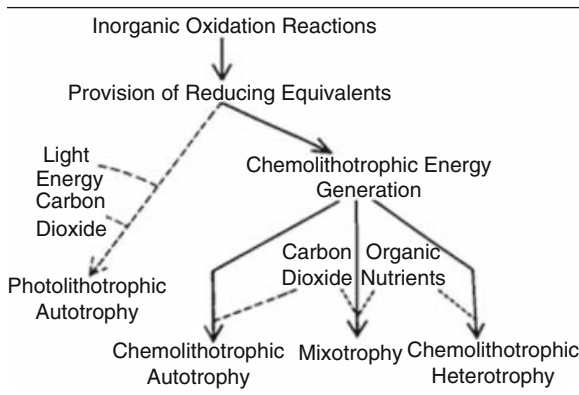 Inorganic Oxidation Reactions
Provision of Reducing Equivalents
Light
Energy
Carbon
Dioxide
Chemolithotrophic Energy
Generation
Carbon Organic
Dioxide Nutrients
Photolithotrophic
Autotrophy
Chemolithotrophic
Autotrophy
Mixotrophy
Chemolithotrophic
Heterotrophy